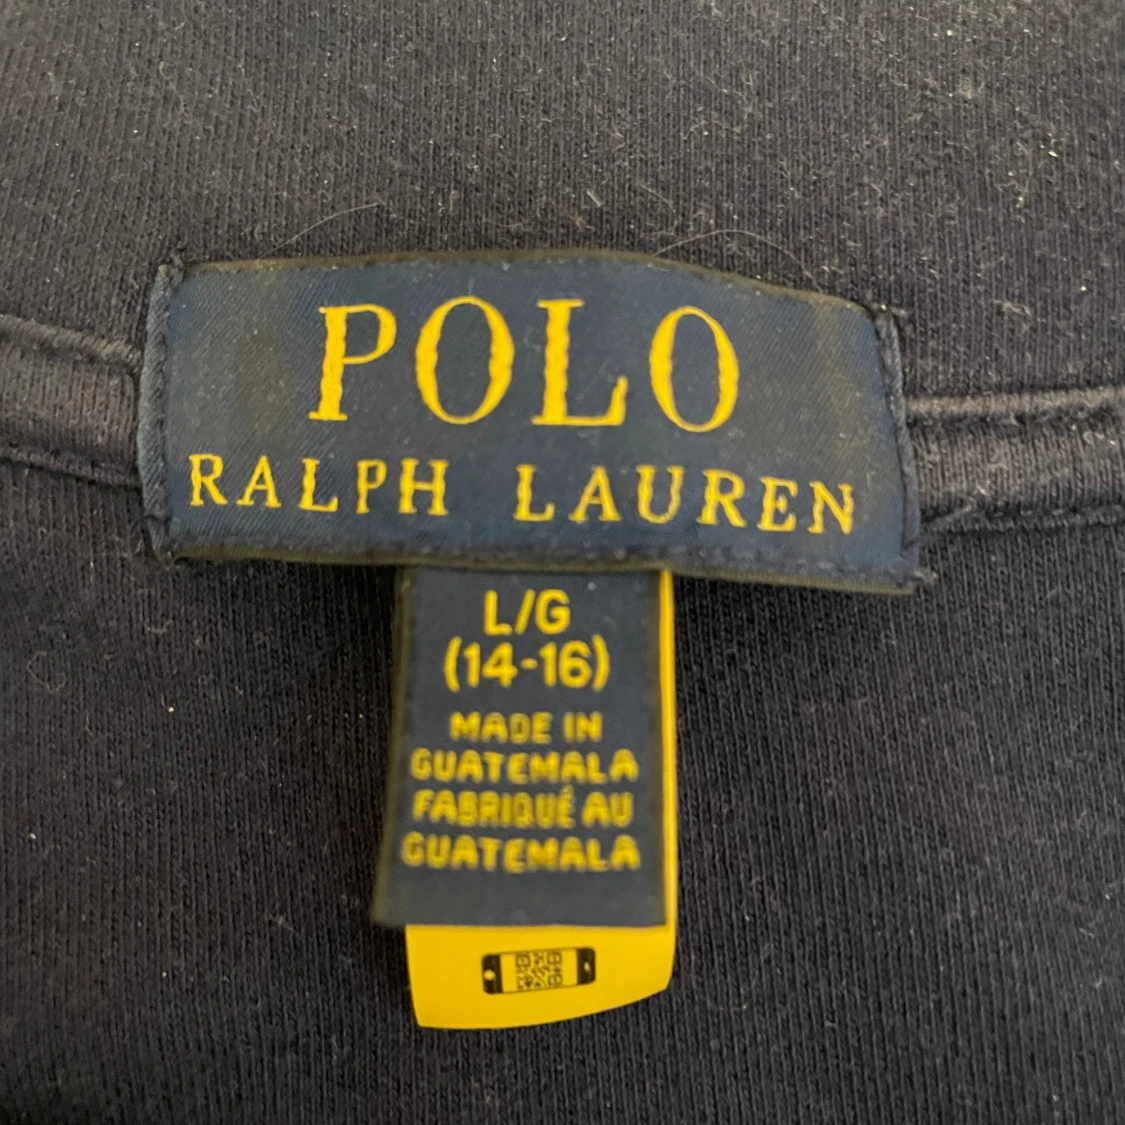 POLO
RALPH LAUREN
L/G
(14-16)
MADE IN
GUATEMALA
FABRIQUÉ AU
GUATEMALA